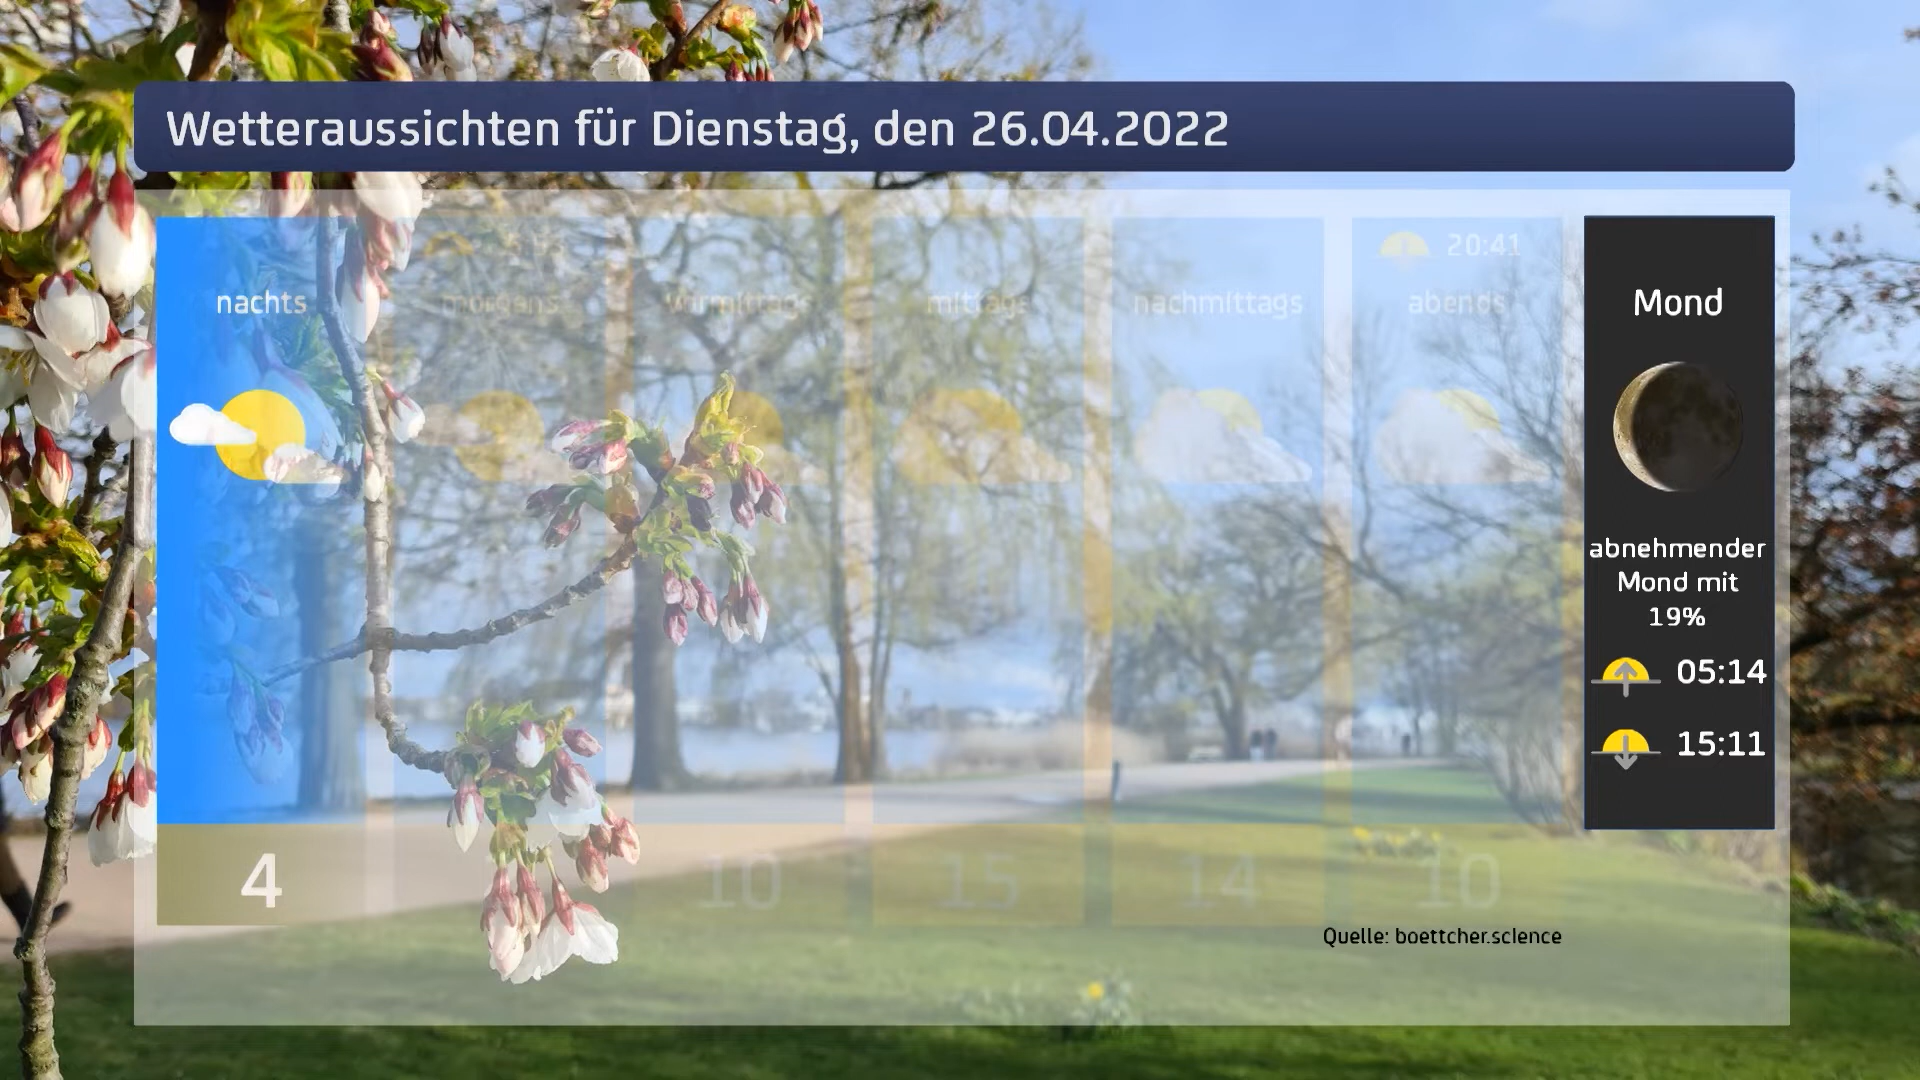 Wetteraussichten für Dienstag, den 26.04.2022
20:41
nachts morgens vormittags mittags nachmittags abends
Mond
abnehmender
Mond mit
19%
05:14
15:11
4 10 15 14 10
Quelle: boettcher.science